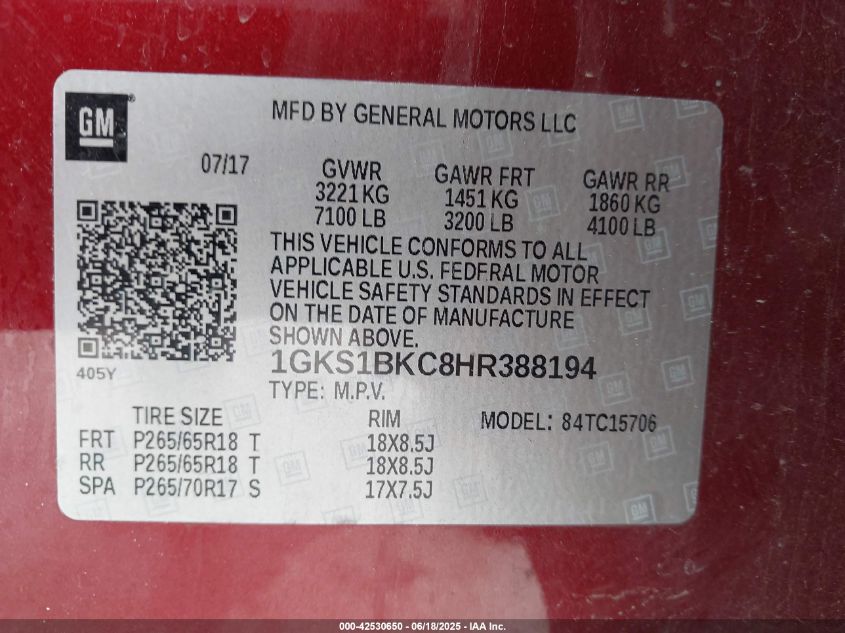 GM
MFD BY GENERAL MOTORS LLC
07/17 GVWR GAWR FRT GAWR RR
3221 KG 1451 KG 1860 KG
7100 LB 3200 LB 4100 LB
THIS VEHICLE CONFORMS TO ALL
APPLICABLE U.S. FEDERAL MOTOR
VEHICLE SAFETY STANDARDS IN EFFECT
ON THE DATE OF MANUFACTURE
SHOWN ABOVE.
405Y
1GKS1BKC8HR388194
TYPE: M.P.V.
TIRE SIZE RIM MODEL: 84TC15706
FRT P265/65R18 T 18X8.5J
RR P265/65R18 T 18X8.5J
SPA P265/70R17 S 17X7.5J
000-42530650 - 06/18/2025 - IAA Inc.